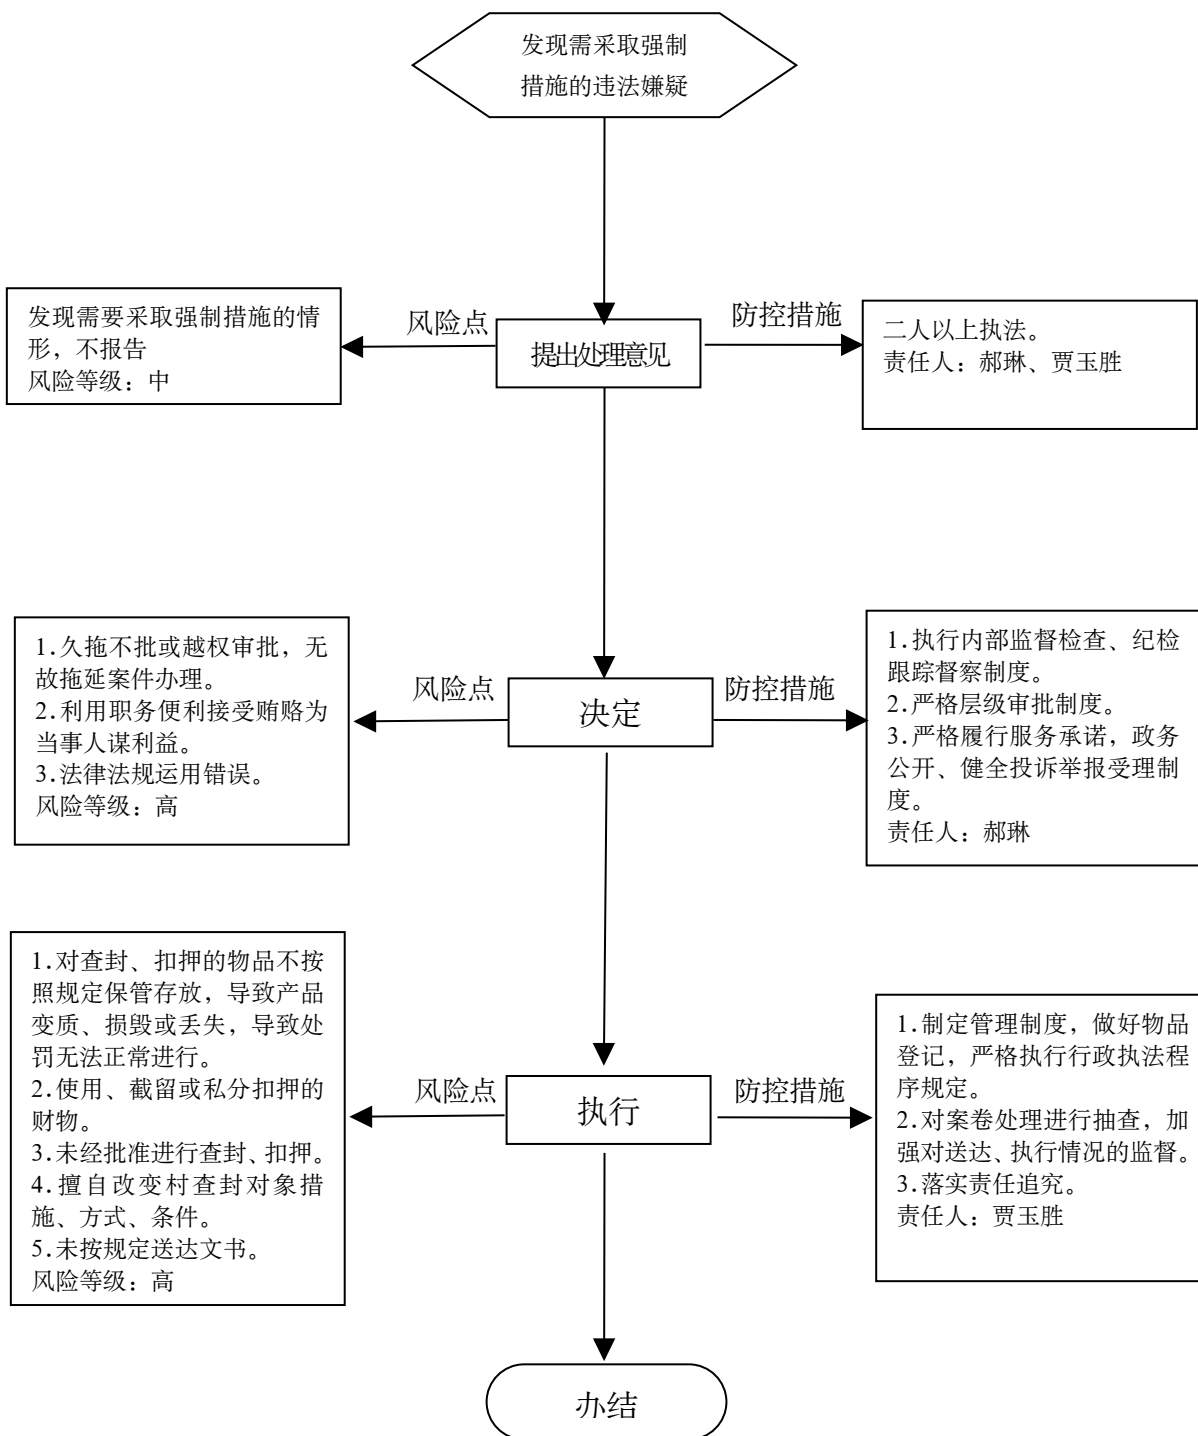 发现需采取强制
措施的违法嫌疑
发现需要采取强制措施的情
形，不报告
风险等级：中
风险点
提出处理意见
防控措施
二人以上执法。
责任人：郝琳、贾玉胜
1.久拖不批或越权审批，无
故拖延案件办理。
2.利用职务便利接受贿赂为
当事人谋利益。
3.法律法规运用错误。
风险等级：高
风险点
决定
防控措施
1.执行内部监督检查、纪检
跟踪督察制度。
2.严格层级审批制度。
3.严格履行服务承诺，政务
公开、健全投诉举报受理制
度。
责任人：郝琳
1.对查封、扣押的物品不按
照规定保管存放，导致产品
变质、损毁或丢失，导致处
罚无法正常进行。
2.使用、截留或私分扣押的
财物。
3.未经批准进行查封、扣押。
4.擅自改变村查封对象措
施、方式、条件。
5.未按规定送达文书。
风险等级：高
风险点
执行
防控措施
1.制定管理制度，做好物品
登记，严格执行行政执法程
序规定。
2.对案卷处理进行抽查，加
强对送达、执行情况的监督。
3.落实责任追究。
责任人：贾玉胜
办结